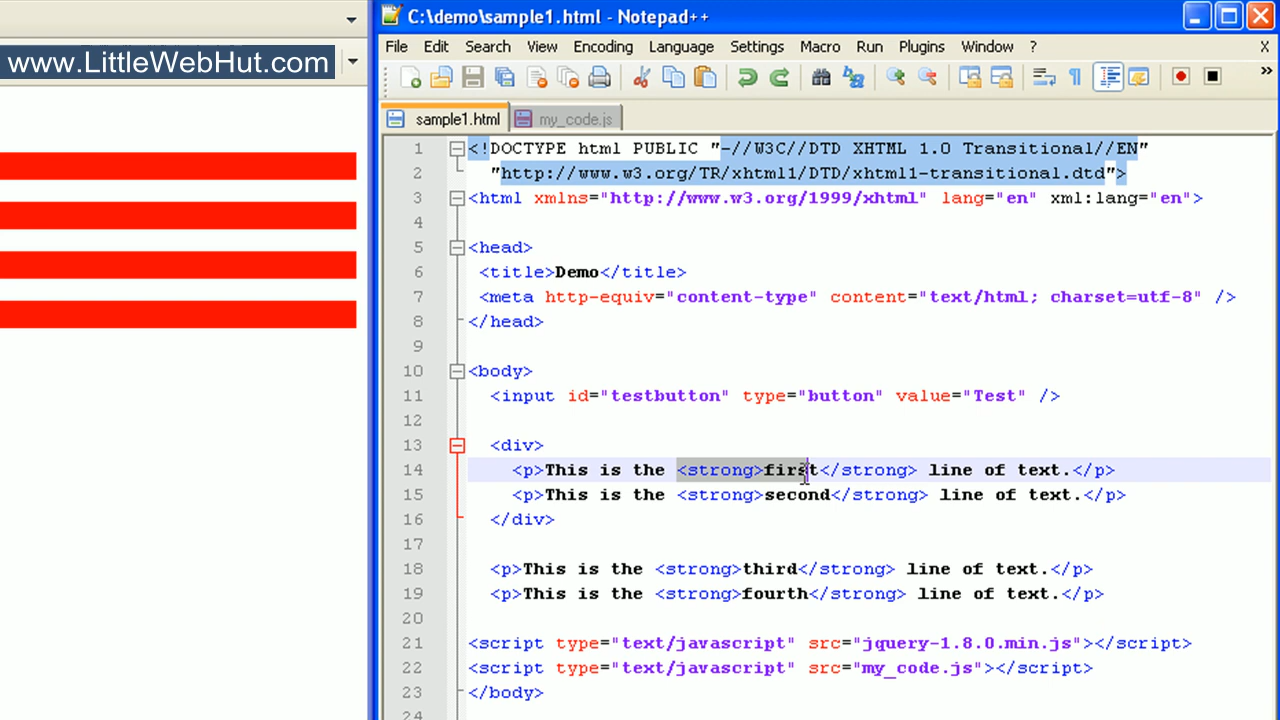 www.LittleWebHut.com
C:\demo\sample1.html - Notepad++
File Edit Search View Encoding Language Settings Macro Run Plugins Window ? X
sample1.html my_code.js
1 <!DOCTYPE html PUBLIC "-//W3C//DTD XHTML 1.0 Transitional//EN"
2 "http://www.w3.org/TR/xhtml1/DTD/xhtml1-transitional.dtd">
3 <html xmlns="http://www.w3.org/1999/xhtml" lang="en" xml:lang="en">
4
5 <head>
6 <title>Demo</title>
7 <meta http-equiv="content-type" content="text/html; charset=utf-8" />
8 </head>
9
10 <body>
11 <input id="testbutton" type="button" value="Test" />
12
13 <div>
14 <p>This is the <strong>first</strong> line of text.</p>
15 <p>This is the <strong>second</strong> line of text.</p>
16 </div>
17
18 <p>This is the <strong>third</strong> line of text.</p>
19 <p>This is the <strong>fourth</strong> line of text.</p>
20
21 <script type="text/javascript" src="jquery-1.8.0.min.js"></script>
22 <script type="text/javascript" src="my_code.js"></script>
23 </body>
24